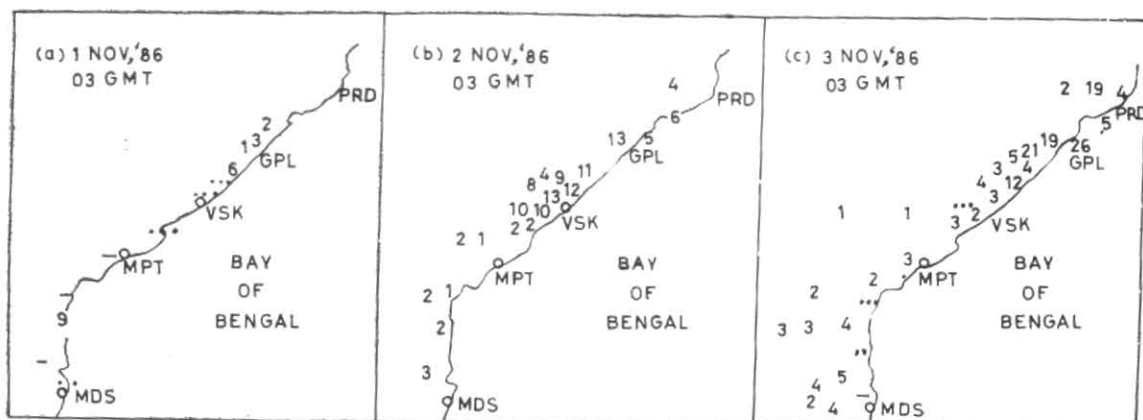 (a) 1 NOV,'86
03 GMT
PRD
2
13
GPL
6
VSK
MPT
BAY
OF
BENGAL
9
MDS
(b) 2 NOV,'86
03 GMT
4
PRD
6
13 5
GPL
4 9 11
8
13 12
10 10 VSK
2 2
2 1
MPT
BAY
OF
BENGAL
2 1
2
3
MDS
(c) 3 NOV,'86
03 GMT
2 19 4
PRD
5
19
5 21 26
GPL
3 4
4 12
3
1 1 3 2
VSK
3
MPT
2
2
BAY
OF
BENGAL
3 3 4
5
4
2 4
MDS